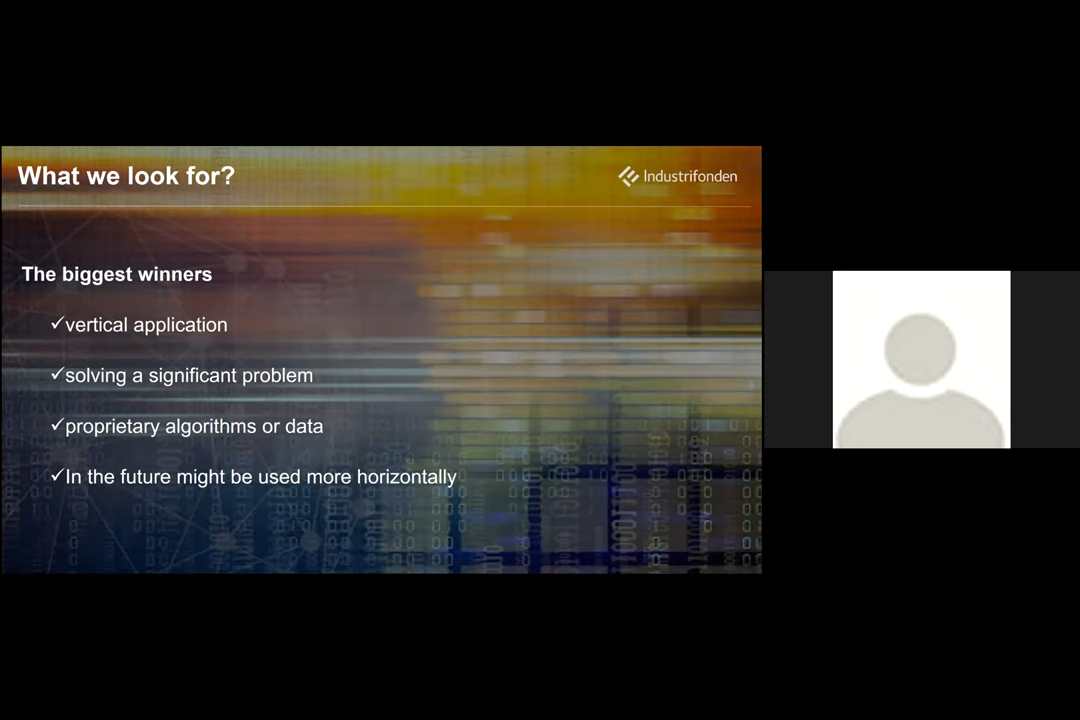 What we look for?
Industrifonden
The biggest winners
✓vertical application
✓solving a significant problem
✓proprietary algorithms or data
✓In the future might be used more horizontally